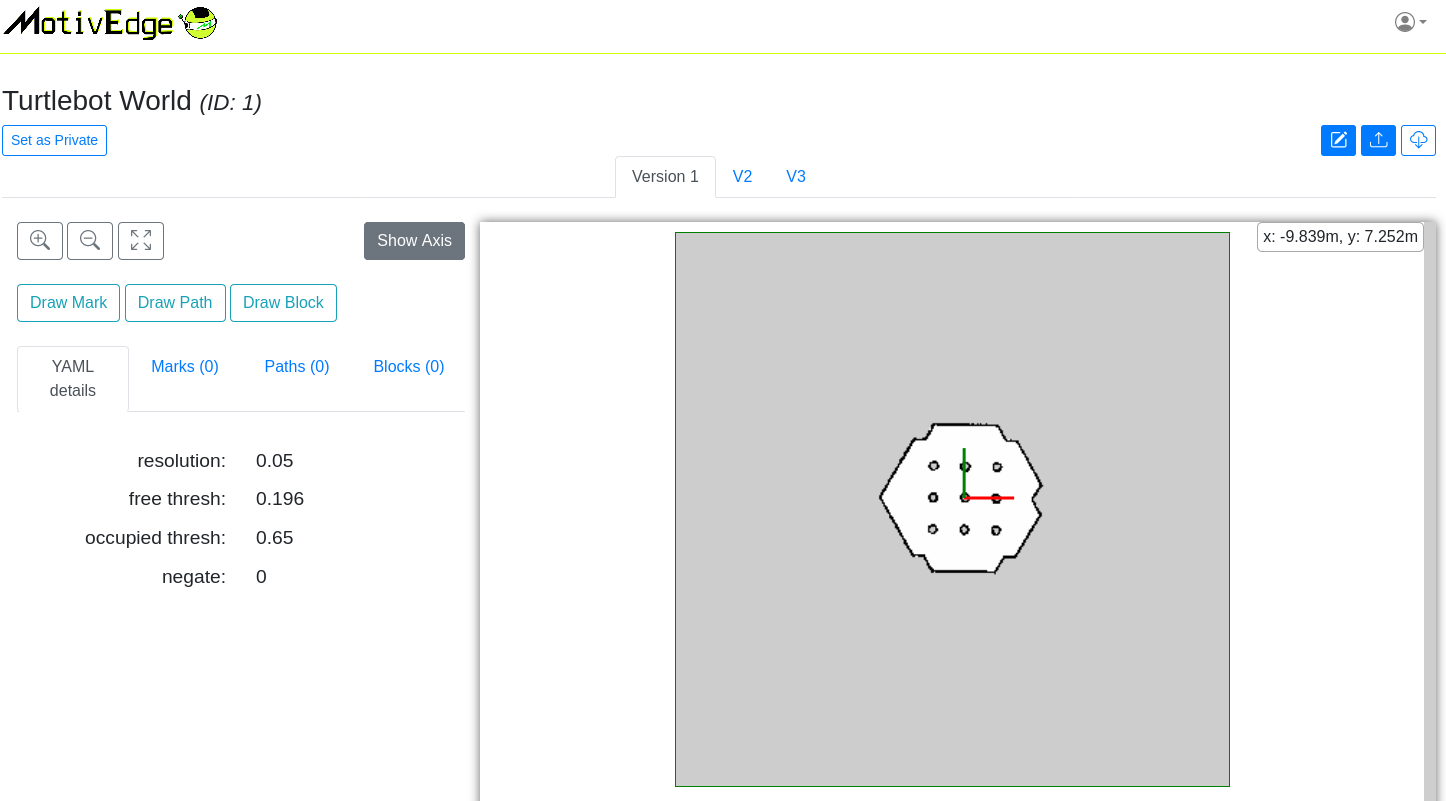 MotivEdge
Turtlebot World (ID: 1)
Set as Private
Version 1 V2 V3
Show Axis
x: -9.839m, y: 7.252m
Draw Mark Draw Path Draw Block
YAML details Marks (0) Paths (0) Blocks (0)
resolution: 0.05
free thresh: 0.196
occupied thresh: 0.65
negate: 0